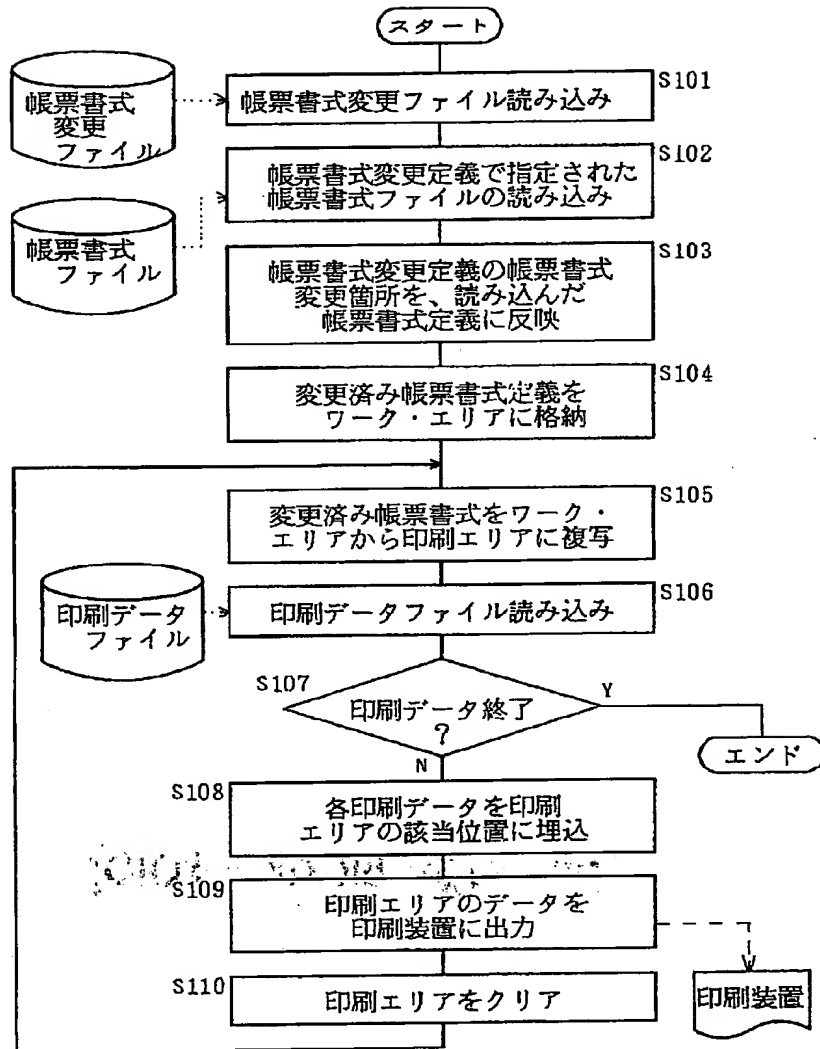 スタート
帳票書式
変更
ファイル
帳票書式変更ファイル読み込み
S101
帳票書式変更定義で指定された
帳票書式ファイルの読み込み
S102
帳票書式
ファイル
帳票書式変更定義の帳票書式
変更箇所を、読み込んだ
帳票書式定義に反映
S103
変更済み帳票書式定義を
ワーク・エリアに格納
S104
変更済み帳票書式をワーク・
エリアから印刷エリアに複写
S105
印刷データ
ファイル
印刷データファイル読み込み
S106
S107
印刷データ終了
?
Y
N
エンド
S108
各印刷データを印刷
エリアの該当位置に埋込
S109
印刷エリアのデータを
印刷装置に出力
S110
印刷エリアをクリア
印刷装置